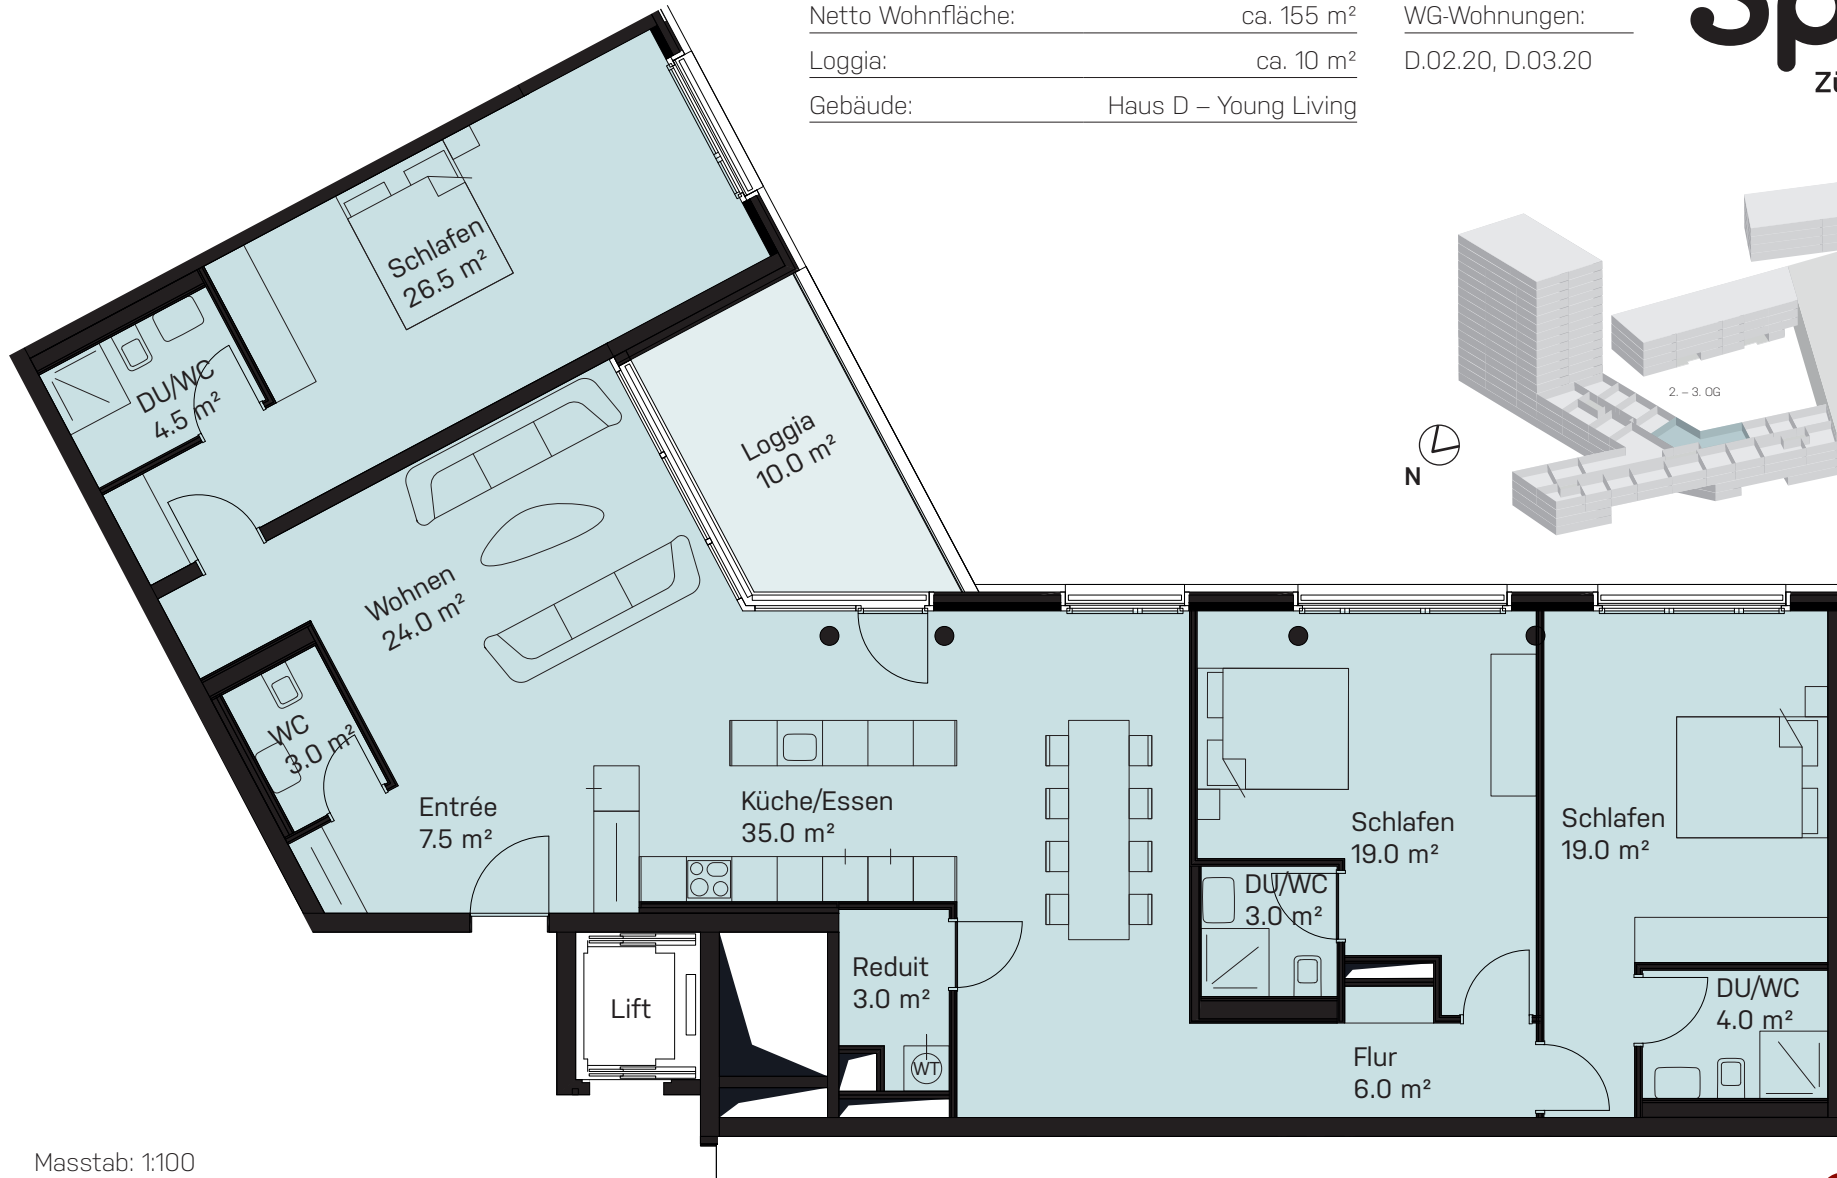 Netto Wohnfläche: ca. 155 m²
Loggia: ca. 10 m²
Gebäude: Haus D – Young Living
WG-Wohnungen:
D.02.20, D.03.20
Sp
Zü
2. – 3. OG
N
Schlafen
26.5 m²
DU/WC
4.5 m²
Loggia
10.0 m²
Wohnen
24.0 m²
WC
3.0 m²
Entrée
7.5 m²
Küche/Essen
35.0 m²
Schlafen
19.0 m²
Schlafen
19.0 m²
DU/WC
3.0 m²
Reduit
3.0 m²
Lift
WT
DU/WC
4.0 m²
Flur
6.0 m²
Masstab: 1:100